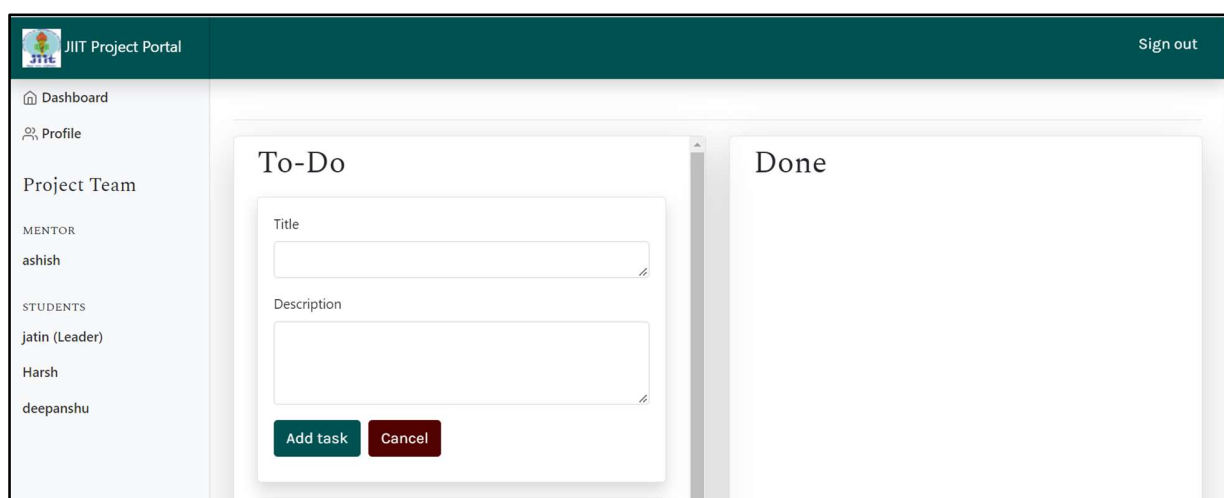 JIIT
JIIT Project Portal
Sign out
Dashboard
Profile
Project Team
MENTOR
ashish
STUDENTS
jatin (Leader)
Harsh
deepanshu
To-Do
Title
Description
Add task
Cancel
Done